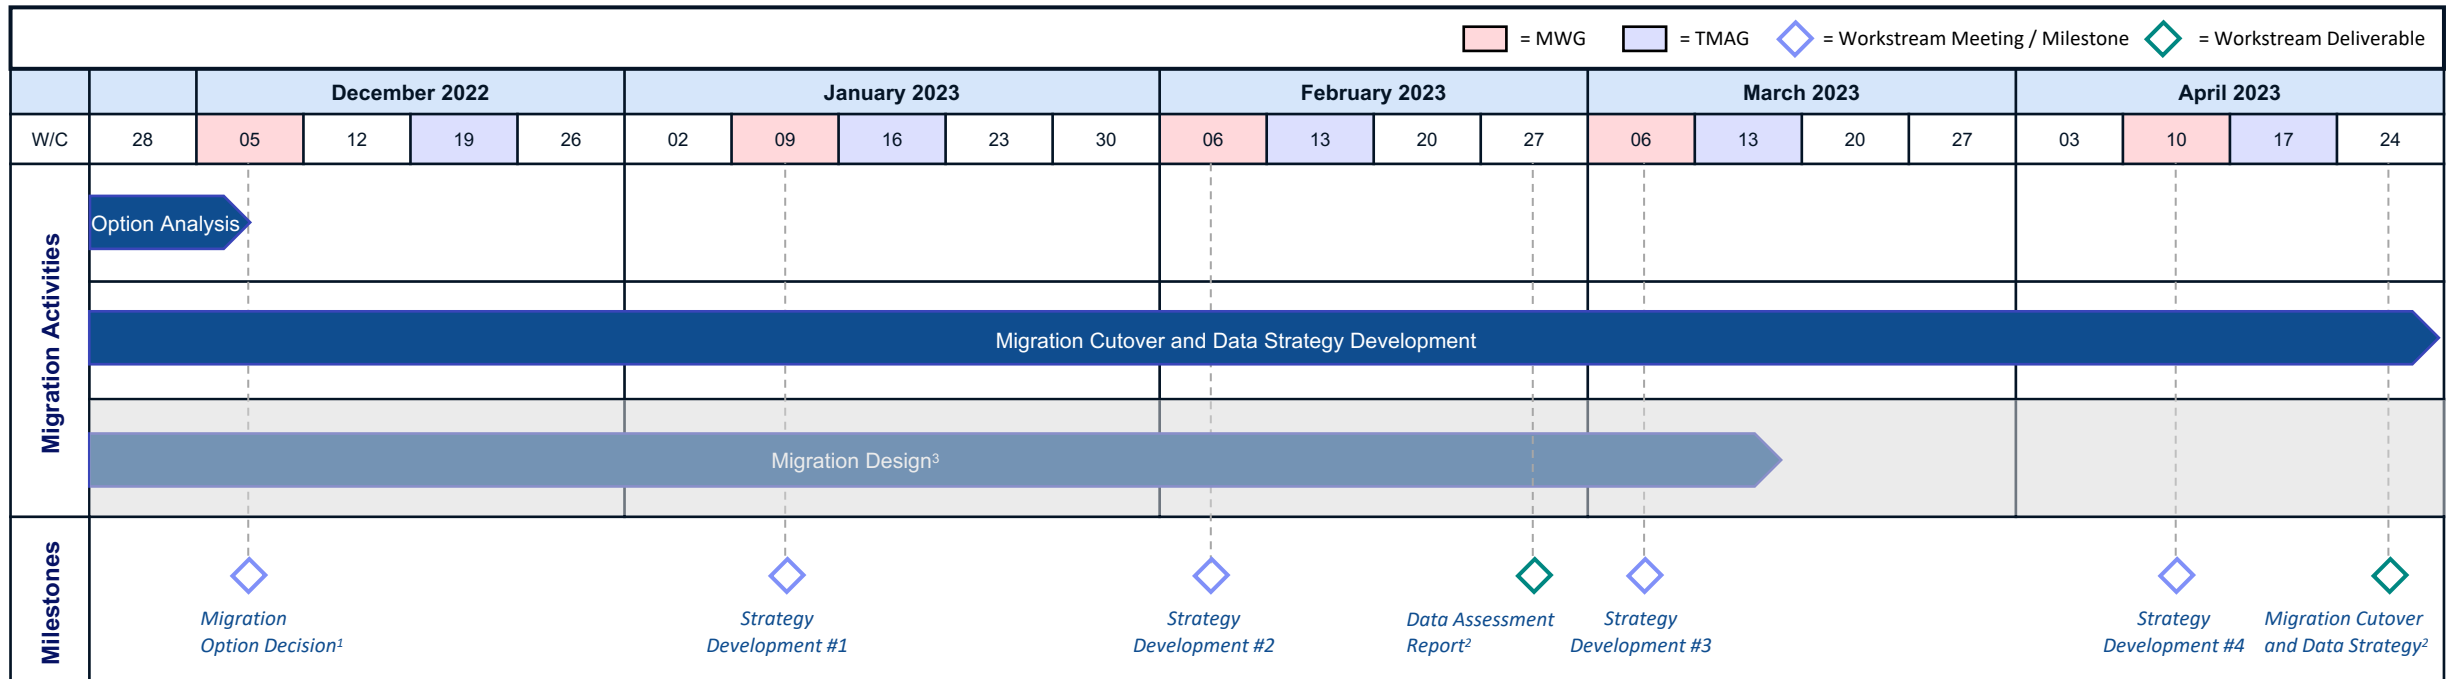 = MWG = TMAG = Workstream Meeting / Milestone = Workstream Deliverable
December 2022 January 2023 February 2023 March 2023 April 2023
W/C 28 05 12 19 26 02 09 16 23 30 06 13 20 27 06 13 20 27 03 10 17 24
Migration Activities
Option Analysis
Migration Cutover and Data Strategy Development
Migration Design³
Milestones
Migration
Option Decision¹
Strategy
Development #1
Strategy
Development #2
Data Assessment
Report²
Strategy
Development #3
Strategy
Development #4
Migration Cutover
and Data Strategy²